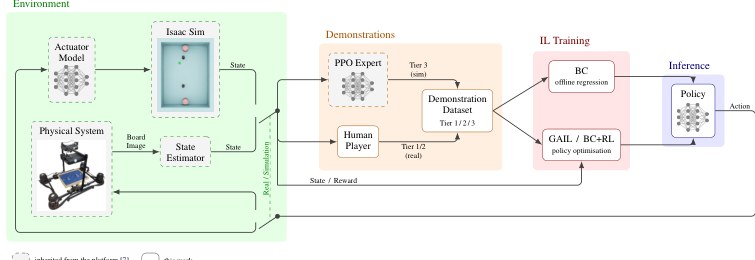 Environment
Isaac Sim
Actuator
Model
State
Physical System
Board
Image
State
Estimator
State
Real / Simulation
Demonstrations
PPO Expert
Tier 3
(sim)
Demonstration
Dataset
Tier 1 / 2 / 3
Human
Player
Tier 1/2
(real)
State / Reward
IL Training
BC
offline regression
GAIL / BC+RL
policy optimisation
Inference
Policy
Action
inherited from the platform [7]